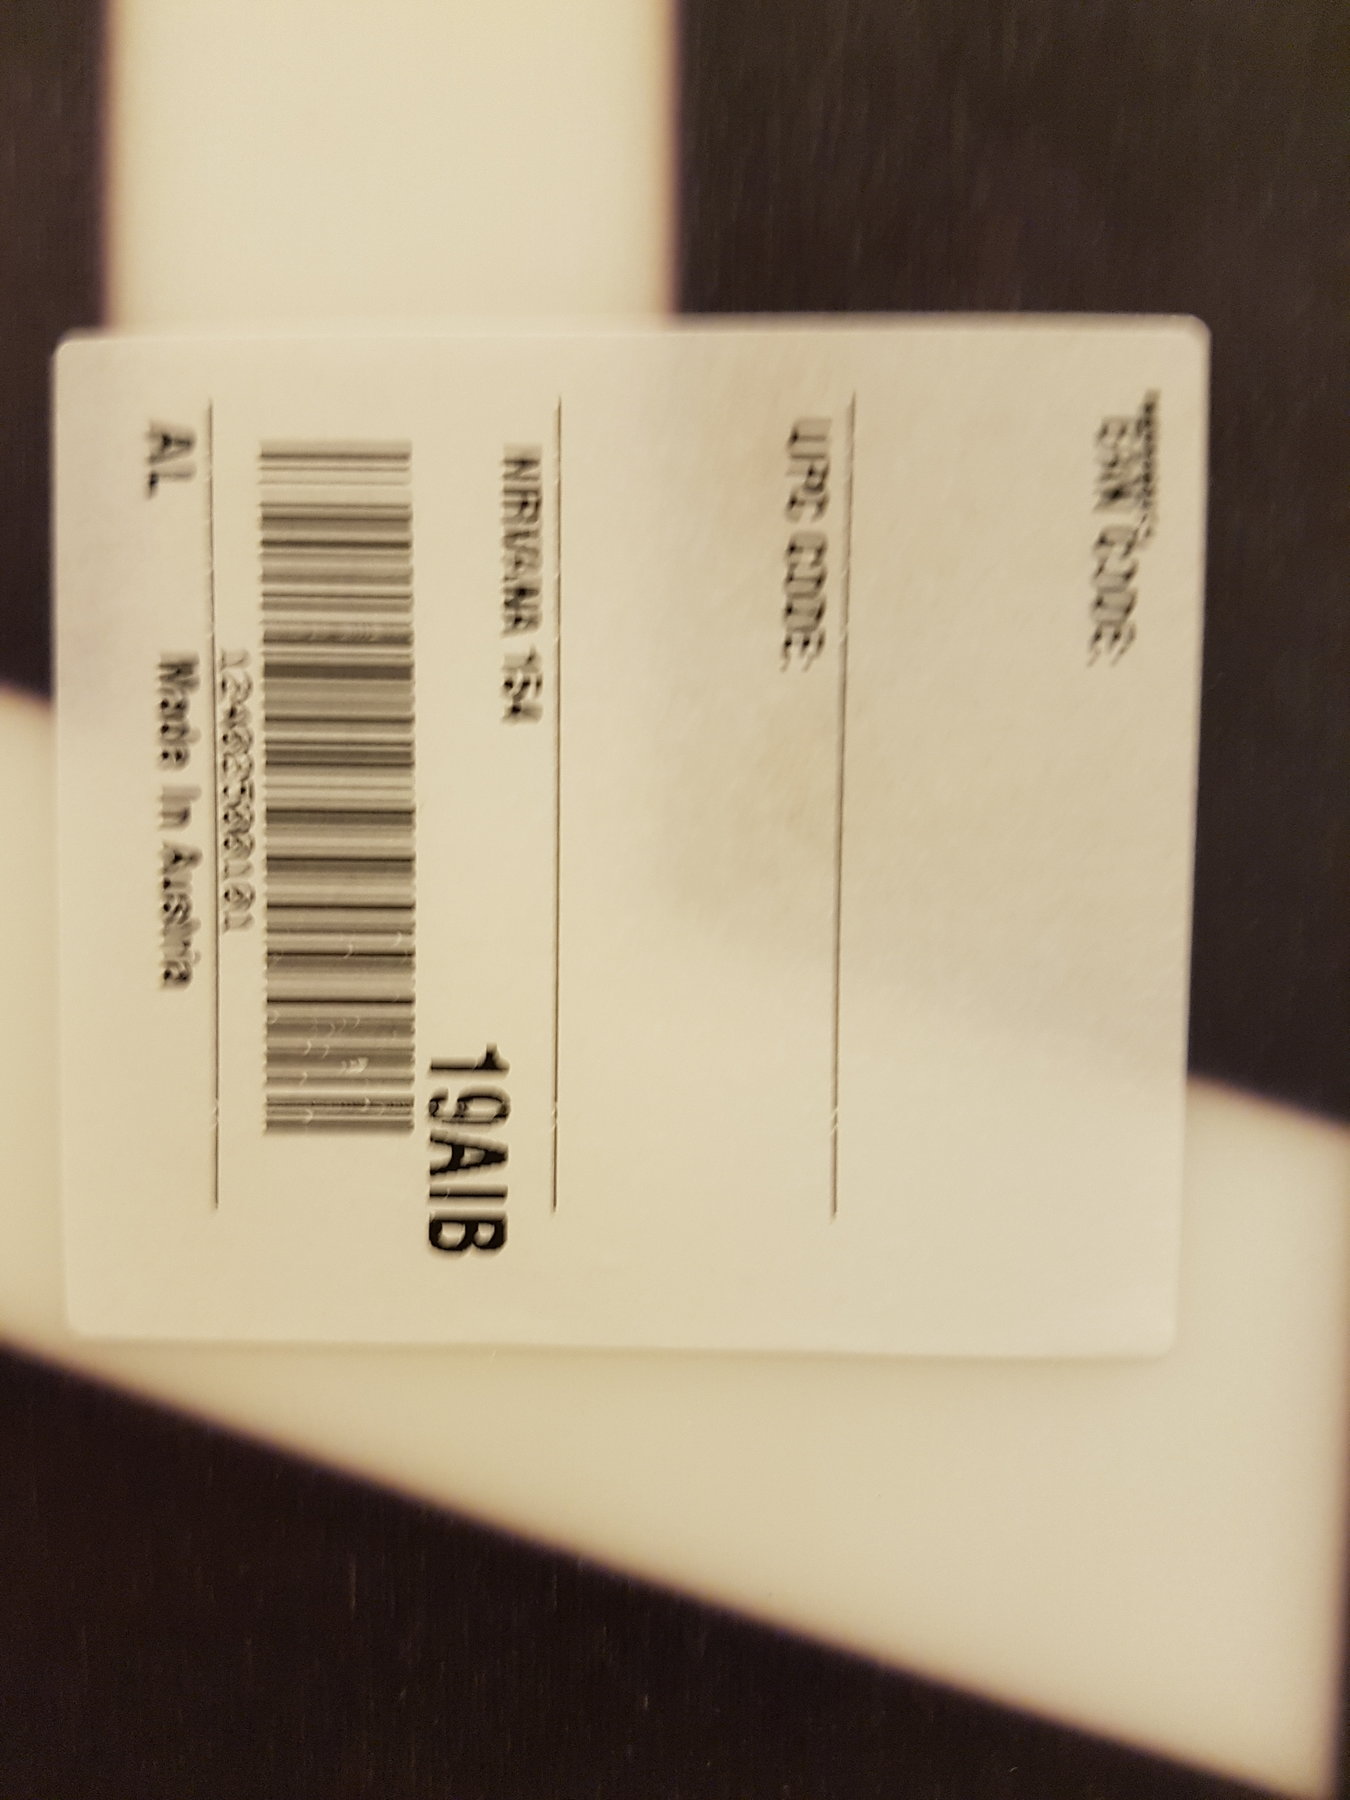 EAN CODE
UPC CODE
NIRVANA 154
19AIB
Made in Austria
AL